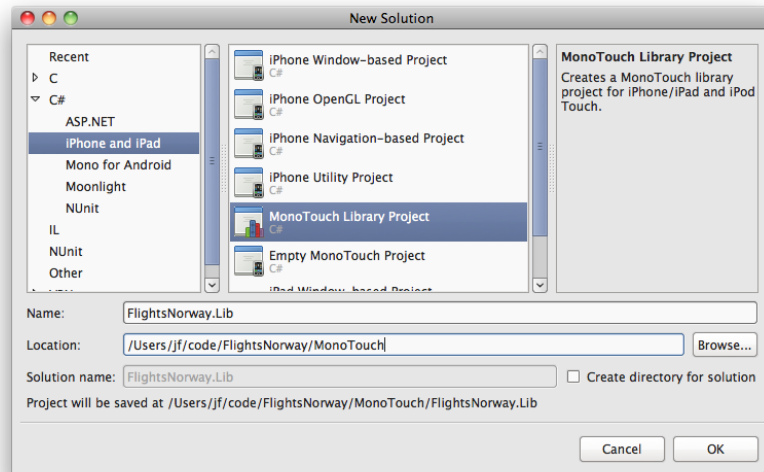 New Solution
Recent
C
C#
ASP.NET
iPhone and iPad
Mono for Android
Moonlight
NUnit
IL
NUnit
Other
iPhone Window-based Project
C#
iPhone OpenGL Project
C#
iPhone Navigation-based Project
C#
iPhone Utility Project
C#
MonoTouch Library Project
C#
Empty MonoTouch Project
C#
iPad Window-based Project
MonoTouch Library Project
Creates a MonoTouch library
project for iPhone/iPad and iPod
Touch.
Name: FlightsNorway.Lib
Location: /Users/jf/code/FlightsNorway/MonoTouch Browse...
Solution name: FlightsNorway.Lib Create directory for solution
Project will be saved at /Users/jf/code/FlightsNorway/MonoTouch/FlightsNorway.Lib
Cancel OK